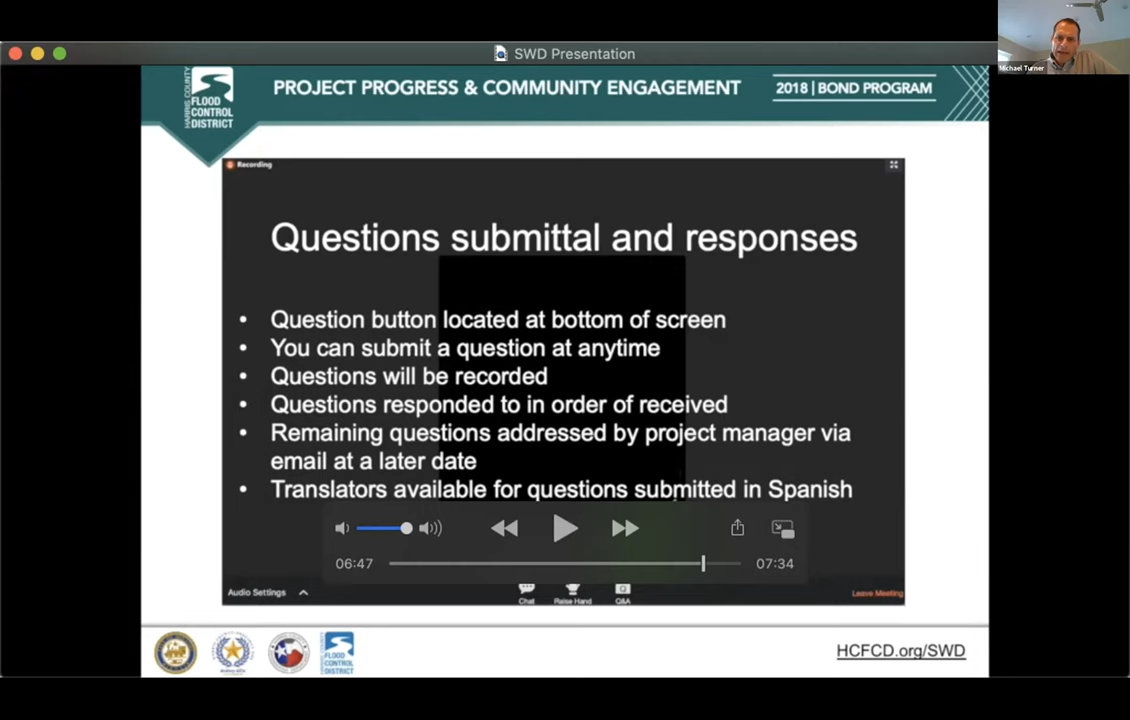 SWD Presentation
Michael Turner
HARRIS COUNTY
FLOOD
CONTROL
DISTRICT
PROJECT PROGRESS & COMMUNITY ENGAGEMENT
2018 | BOND PROGRAM
Recording
Questions submittal and responses
• Question button located at bottom of screen
• You can submit a question at anytime
• Questions will be recorded
• Questions responded to in order of received
• Remaining questions addressed by project manager via
email at a later date
• Translators available for questions submitted in Spanish
06:47
07:34
Audio Settings
Chat
Raise Hand
Q&A
Leave Meeting
FLOOD
CONTROL
DISTRICT
HCFCD.org/SWD